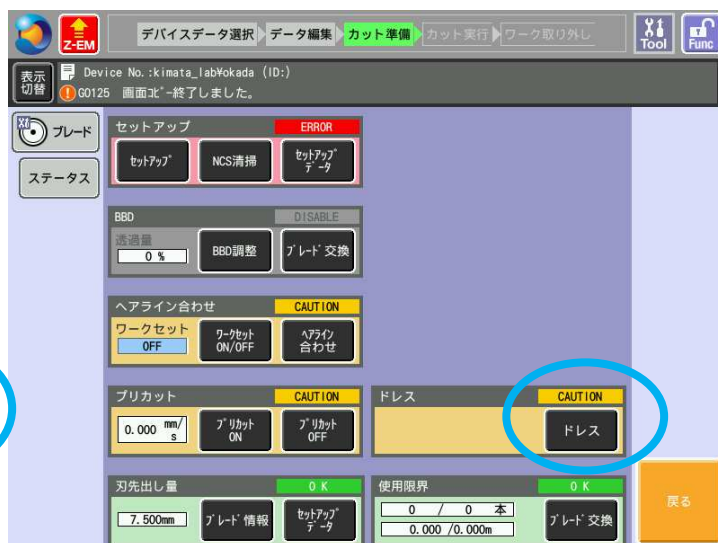 Z-EM
デバイスデータ選択 データ編集 カット準備 カット実行 ワーク取り外し
Tool
Func
表示切替
Device No.:kimata_lab¥okada (ID:)
G0125 画面ｺﾋﾟｰ終了しました。
ブレード
ステータス
セットアップ ERROR
ｾｯﾄｱｯﾌﾟ NCS清掃 ｾｯﾄｱｯﾌﾟﾃﾞｰﾀ
BBD DISABLE
透過量
0 % BBD調整 ﾌﾞﾚｰﾄﾞ交換
ヘアライン合わせ CAUTION
ワークセット
OFF ﾜｰｸｾｯﾄ ON/OFF ﾍｱﾗｲﾝ合わせ
プリカット CAUTION
0.000 mm/s ﾌﾟﾘｶｯﾄ ON ﾌﾟﾘｶｯﾄ OFF
ドレス CAUTION
ドレス
刃先出し量 OK
7.500mm ﾌﾞﾚｰﾄﾞ情報 ｾｯﾄｱｯﾌﾟﾃﾞｰﾀ
使用限界 OK
0 / 0 本
0.000 /0.000m
ﾌﾞﾚｰﾄﾞ交換
戻る